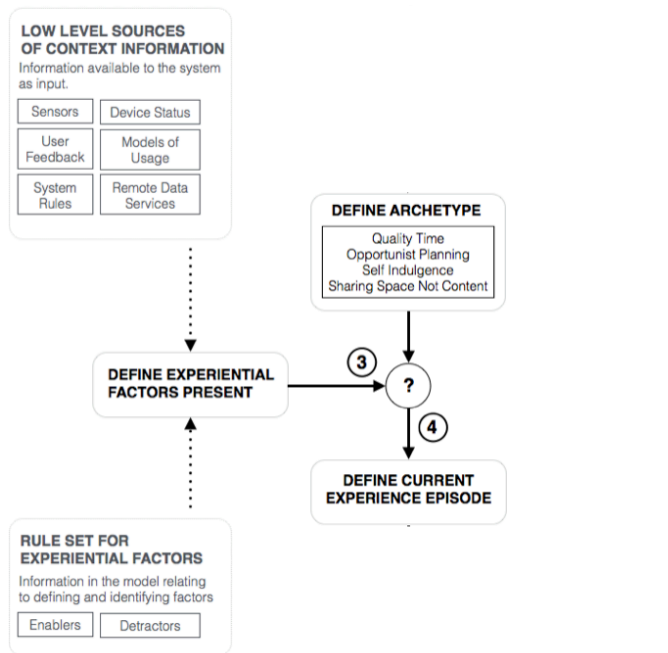 LOW LEVEL SOURCES
OF CONTEXT INFORMATION
Information available to the system
as input.
Sensors
Device Status
User
Feedback
Models of
Usage
System
Rules
Remote Data
Services
DEFINE ARCHETYPE
Quality Time
Opportunist Planning
Self Indulgence
Sharing Space Not Content
DEFINE EXPERIENTIAL
FACTORS PRESENT
3
?
4
DEFINE CURRENT
EXPERIENCE EPISODE
RULE SET FOR
EXPERIENTIAL FACTORS
Information in the model relating
to defining and identifying factors
Enablers
Detractors